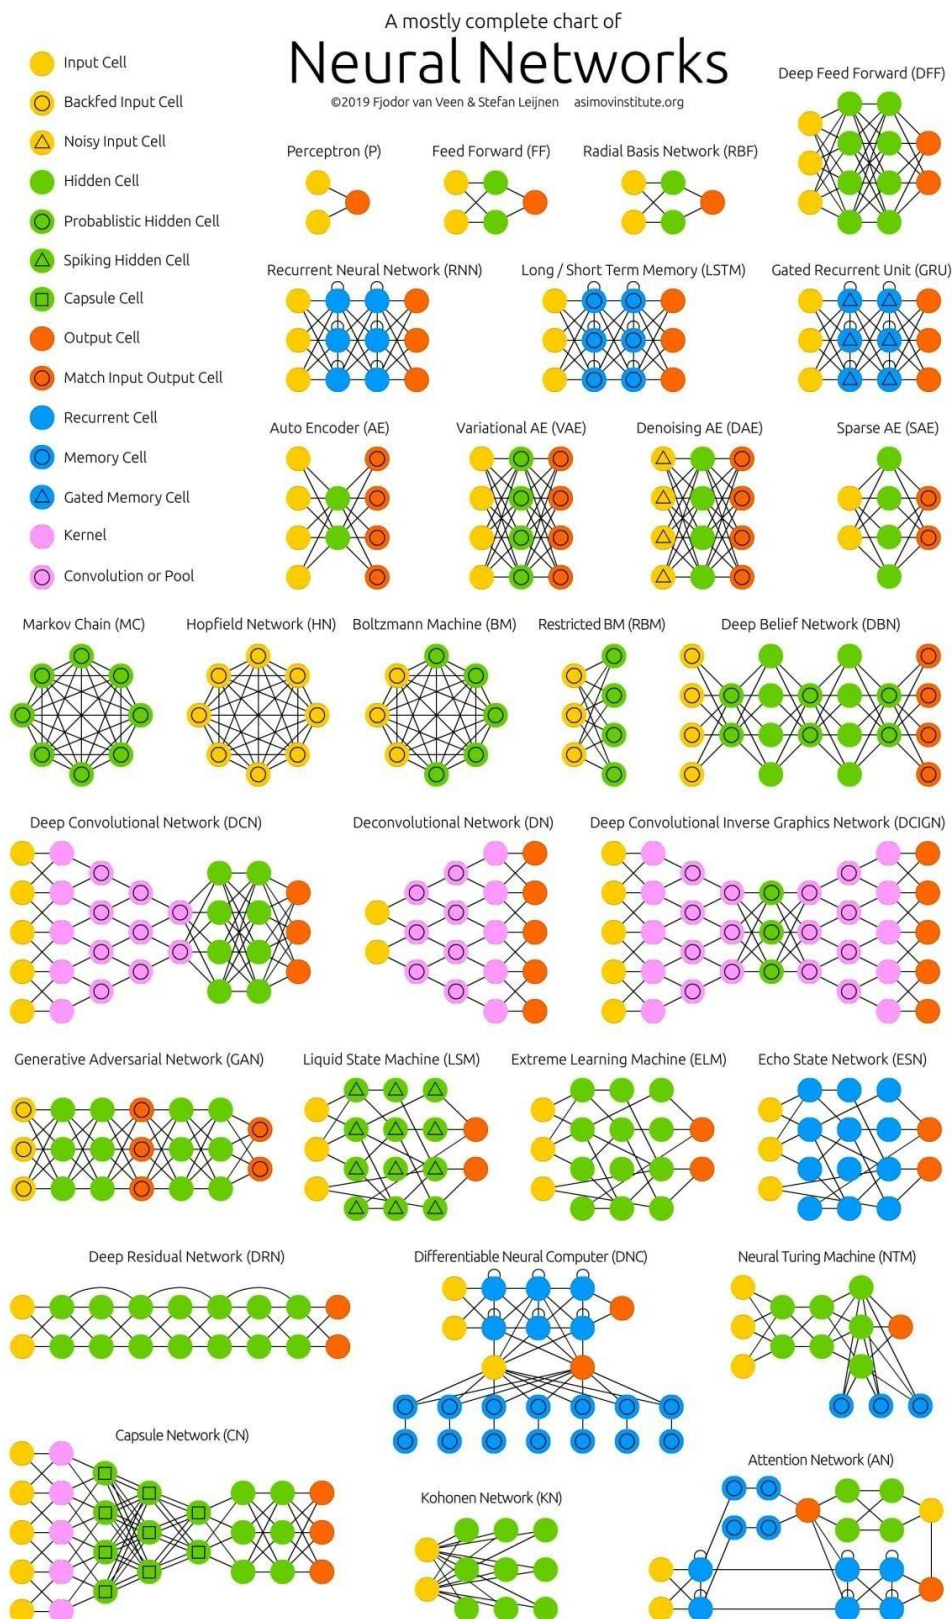 A mostly complete chart of
Neural Networks
©2019 Fjodor van Veen & Stefan Leijnen asimovinstitute.org
Input Cell
Backfed Input Cell
Noisy Input Cell
Hidden Cell
Probablistic Hidden Cell
Spiking Hidden Cell
Capsule Cell
Output Cell
Match Input Output Cell
Recurrent Cell
Memory Cell
Gated Memory Cell
Kernel
Convolution or Pool
Deep Feed Forward (DFF)
Perceptron (P)
Feed Forward (FF)
Radial Basis Network (RBF)
Recurrent Neural Network (RNN)
Long / Short Term Memory (LSTM)
Gated Recurrent Unit (GRU)
Auto Encoder (AE)
Variational AE (VAE)
Denoising AE (DAE)
Sparse AE (SAE)
Markov Chain (MC)
Hopfield Network (HN)
Boltzmann Machine (BM)
Restricted BM (RBM)
Deep Belief Network (DBN)
Deep Convolutional Network (DCN)
Deconvolutional Network (DN)
Deep Convolutional Inverse Graphics Network (DCIGN)
Generative Adversarial Network (GAN)
Liquid State Machine (LSM)
Extreme Learning Machine (ELM)
Echo State Network (ESN)
Deep Residual Network (DRN)
Differentiable Neural Computer (DNC)
Neural Turing Machine (NTM)
Capsule Network (CN)
Kohonen Network (KN)
Attention Network (AN)